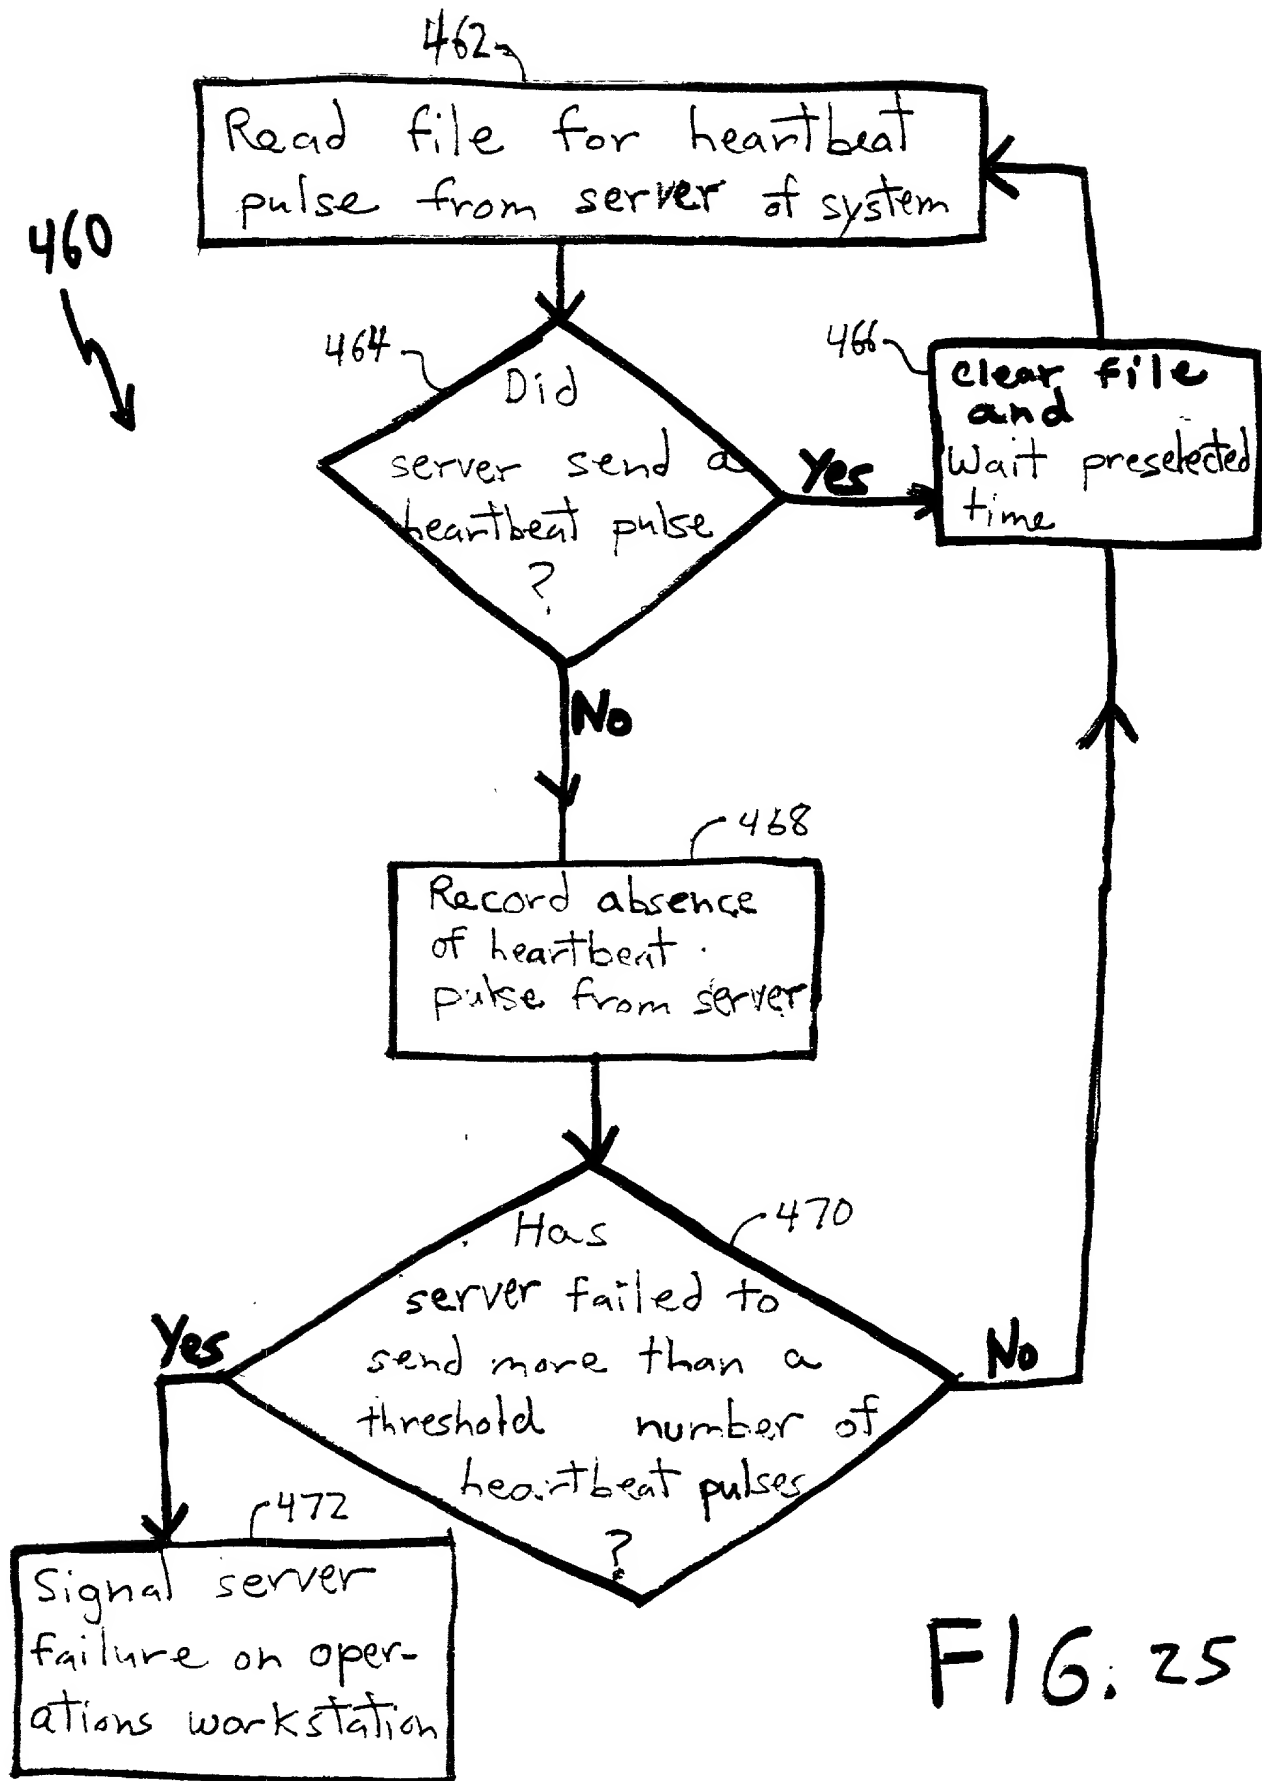 462
Read file for heartbeat
pulse from server of system
460
464
Did
server send a
heartbeat pulse
?
Yes
466
Clear file
and
Wait preselected
time
No
468
Record absence
of heartbeat
pulse from server
470
Has
server failed to
send more than a
threshold number of
heartbeat pulses
?
Yes
No
472
Signal server
failure on oper-
ations workstation
FIG. 25